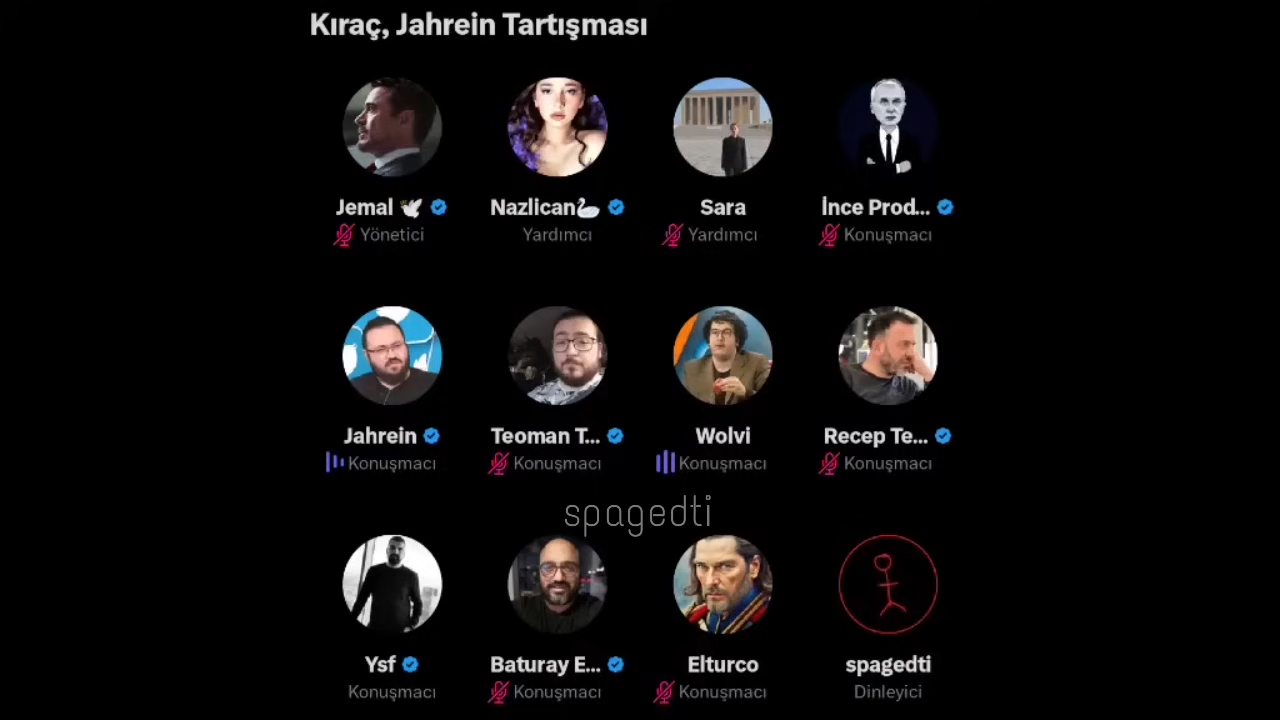 Kıraç, Jahrein Tartışması
Jemal 🕊 Nazlican🦢 Sara İnce Prod...
Yönetici Yardımcı Yardımcı Konuşmacı
Jahrein Teoman T... Wolvi Recep Te...
Konuşmacı Konuşmacı Konuşmacı Konuşmacı
spagedti
Ysf Baturay E... Elturco spagedti
Konuşmacı Konuşmacı Konuşmacı Dinleyici